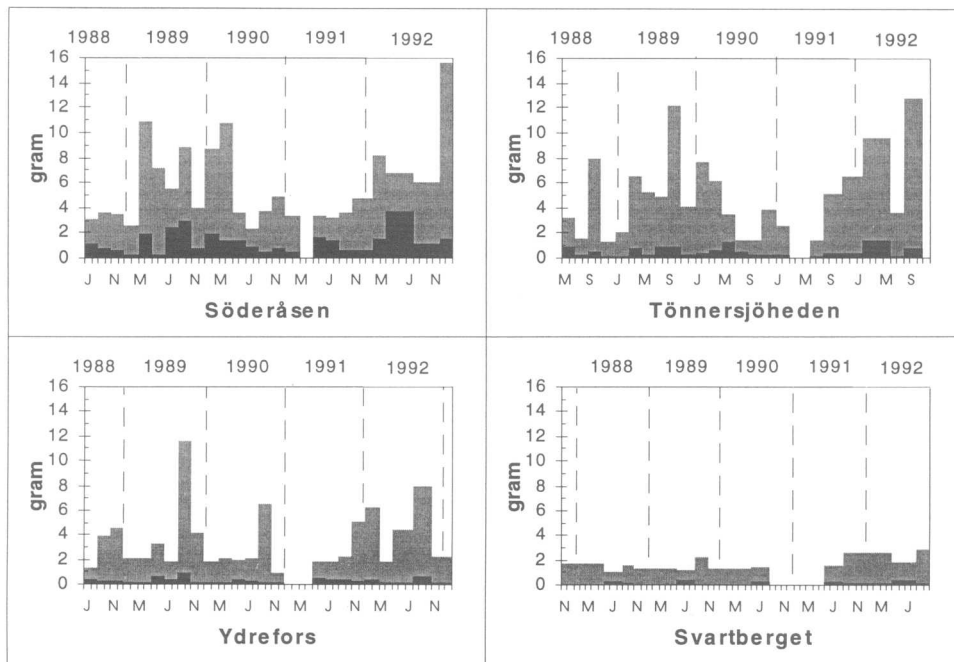 1988 1989 1990 1991 1992
16
14
12
10
8
6
4
2
0
gram
J N M J N M J N M J N M J N
Söderåsen
1988 1989 1990 1991 1992
16
14
12
10
8
6
4
2
0
gram
M S J M S J M S J M S J M S
Tönnersjöheden
1988 1989 1990 1991 1992
16
14
12
10
8
6
4
2
0
gram
J N M J N M J N M J N M J N
Ydrefors
1988 1989 1990 1991 1992
16
14
12
10
8
6
4
2
0
gram
N M J N M J N M J N M J N M J
Svartberget